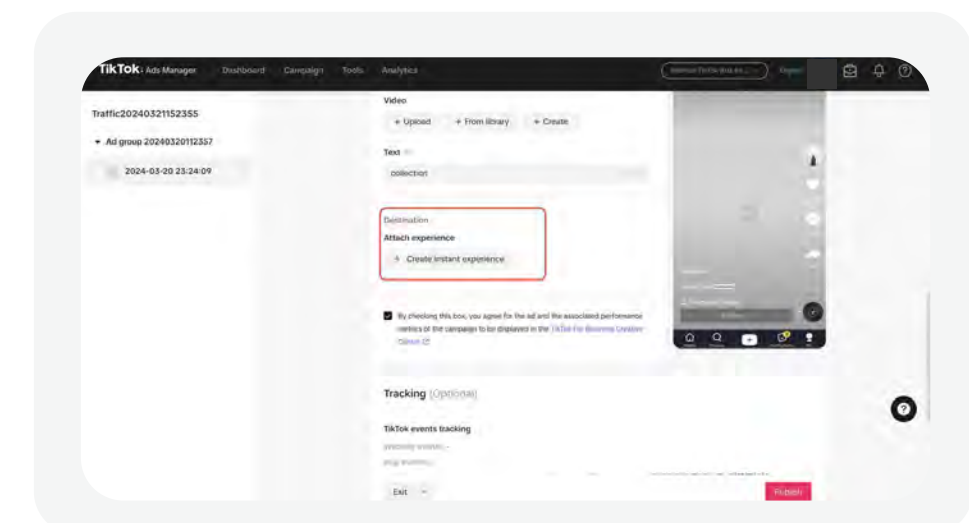 TikTok: Ads Manager Dashboard Campaign Tools Analytics
Traffic20240321152355
Ad group 20240320112357
2024-03-20 23:24:09
Video
+ Upload + From library + Create
Text
collection
Destination
Attach experience
+ Create instant experience
By checking this box, you agree for the ad and the associated performance
metrics of the campaign to be displayed in the TikTok For Business Creative
Tracking (Optional)
TikTok events tracking
Exit
Publish